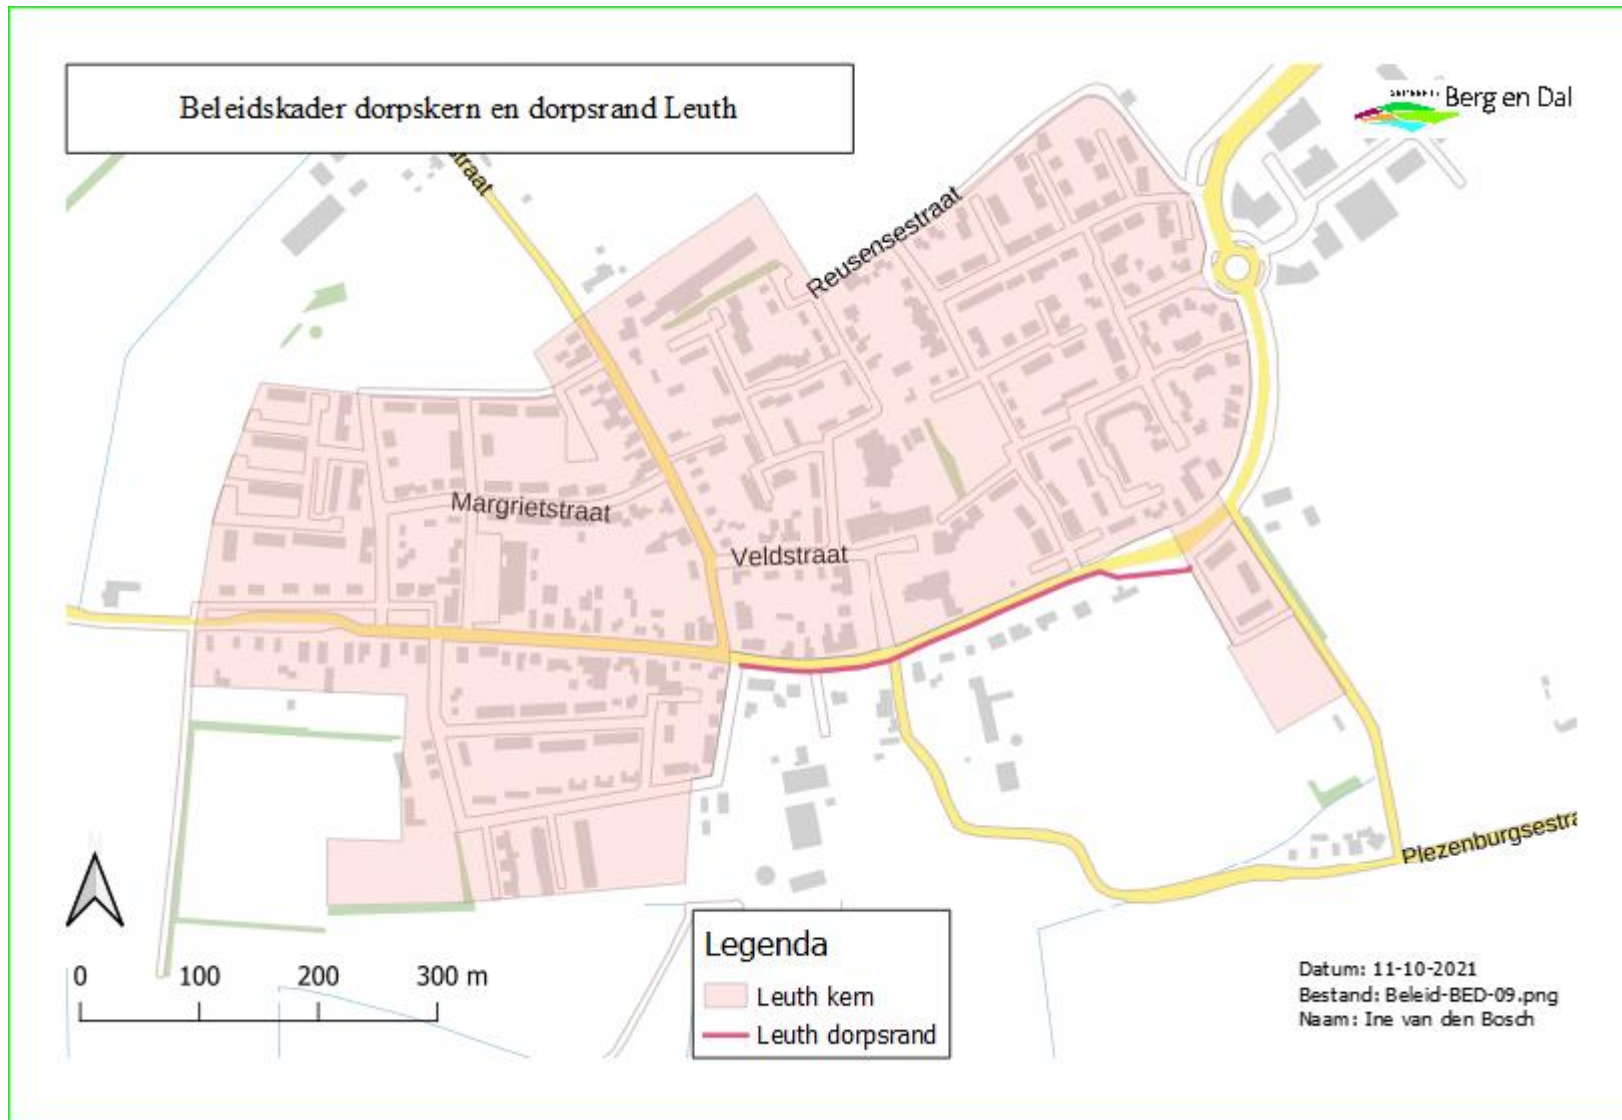 Beleidskader dorpskern en dorpsrand Leuth
Berg en Dal
straat
Reusensestraat
Margrietstraat
Veldstraat
Plezenburgsestra
Legenda
Leuth kern
Leuth dorpsrand
0 100 200 300 m
Datum: 11-10-2021
Bestand: Beleid-BED-09.png
Naam: Ine van den Bosch